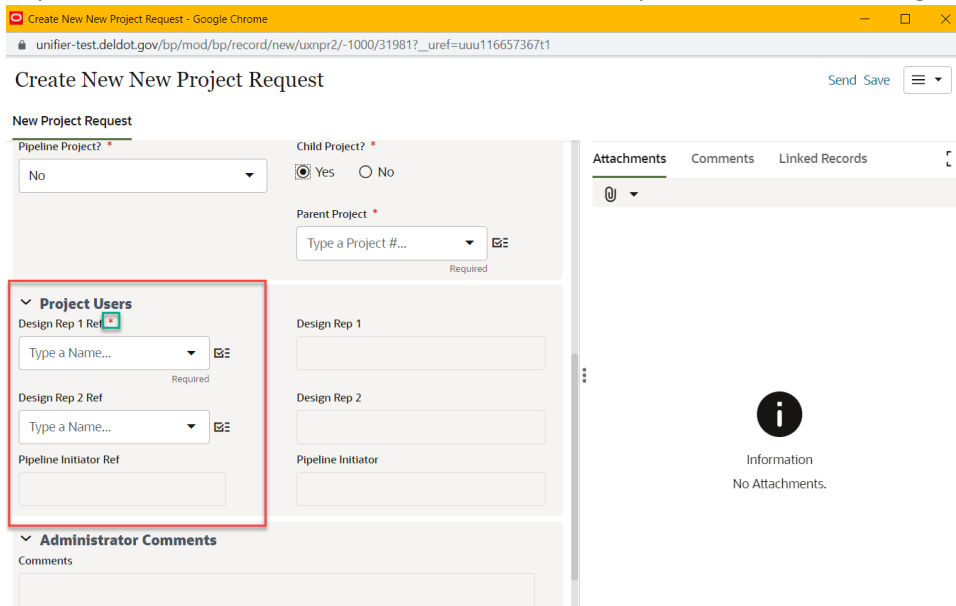 Create New New Project Request - Google Chrome
unifier-test.deldot.gov/bp/mod/bp/record/new/uxnpr2/-1000/31981?_uref=uuu116657367t1
Create New New Project Request
Send Save
New Project Request
Pipeline Project? * Child Project? *
No
Yes No
Parent Project *
Type a Project #...
Required
Project Users
Design Rep 1 Ref * Design Rep 1
Type a Name...
Required
Design Rep 2 Ref Design Rep 2
Type a Name...
Pipeline Initiator Ref Pipeline Initiator
Administrator Comments
Comments
Attachments Comments Linked Records
Information
No Attachments.